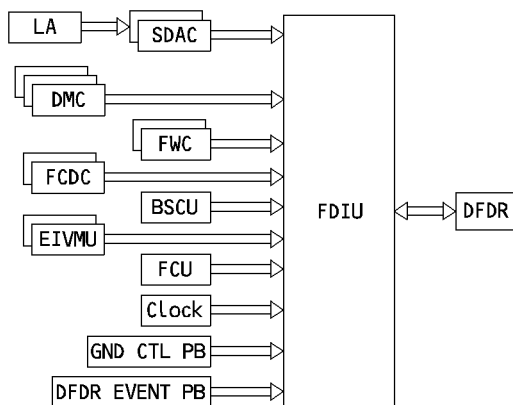 LA
SDAC
DMC
FWC
FCDC
BSCU
EIVMU
FCU
Clock
GND CTL PB
DFDR EVENT PB
FDIU
DFDR